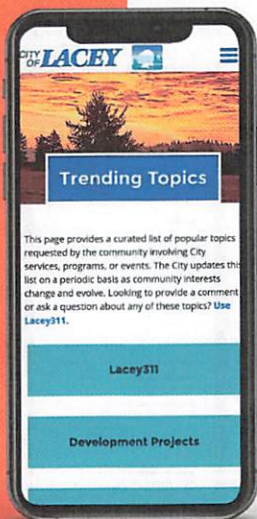 CITY OF LACEY
Trending Topics
This page provides a curated list of popular topics
requested by the community involving City
services, programs, or events. The City updates this
list on a periodic basis as community interests
change and evolve. Looking to provide a comment
or ask a question about any of these topics? Use
Lacey311.
Lacey311
Development Projects